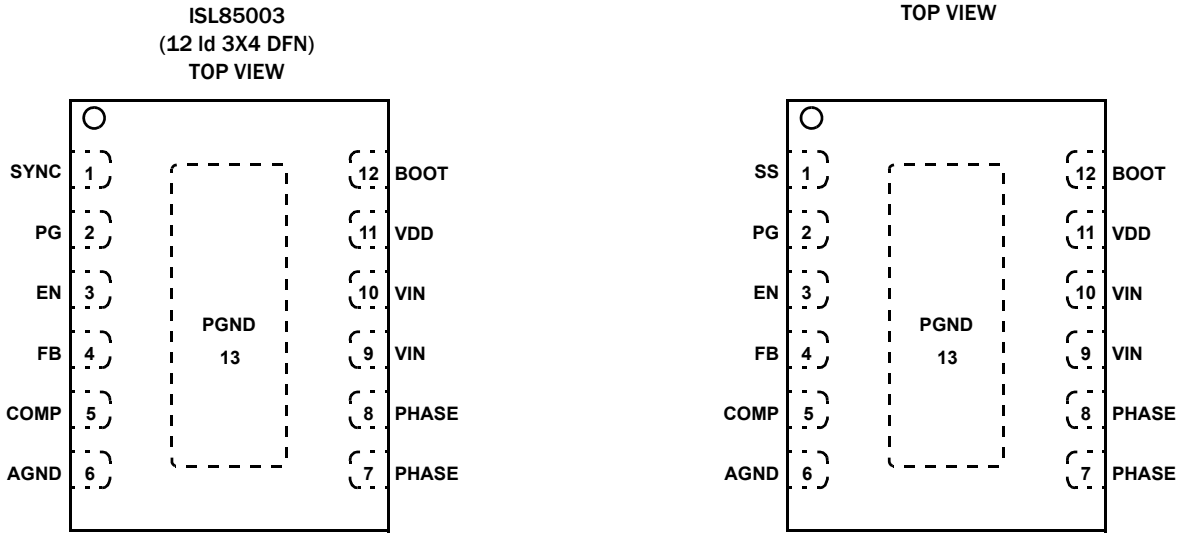 ISL85003
(12 ld 3X4 DFN)
TOP VIEW
SYNC 1
12 BOOT
PG 2
11 VDD
EN 3
10 VIN
PGND
13
FB 4
9 VIN
COMP 5
8 PHASE
AGND 6
7 PHASE
TOP VIEW
SS 1
12 BOOT
PG 2
11 VDD
EN 3
10 VIN
PGND
13
FB 4
9 VIN
COMP 5
8 PHASE
AGND 6
7 PHASE